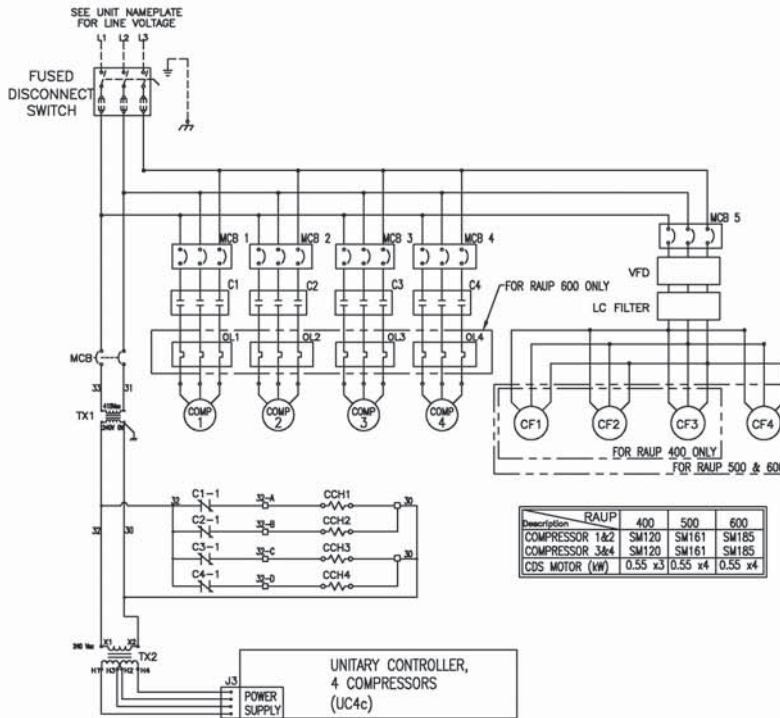 SEE UNIT NAMEPLATE
FOR LINE VOLTAGE
L1 L2 L3
FUSED
DISCONNECT
SWITCH
MCB 1 MCB 2 MCB 3 MCB 4 MCB 5
VFD
C1 C2 C3 C4
FOR RAUP 600 ONLY
LC FILTER
OL1 OL2 OL3 OL4
MCB
33 31
TX1
COMP 1
COMP 2
COMP 3
COMP 4
CF1 CF2 CF3 CF4
FOR RAUP 400 ONLY
FOR RAUP 500 & 600
32 C1-1 32-A CCH1 30
C2-1 32-B CCH2
C3-1 32-C CCH3 30
C4-1 32-D CCH4
32 30
Description RAUP 400 500 600
COMPRESSOR 1&2 SM120 SM161 SM185
COMPRESSOR 3&4 SM120 SM161 SM185
CDS MOTOR (kW) 0.55 x3 0.55 x4 0.55 x4
X1 X2
TX2
H1 H3 H2 H4
J3
POWER
SUPPLY
UNITARY CONTROLLER,
4 COMPRESSORS
(UC4c)